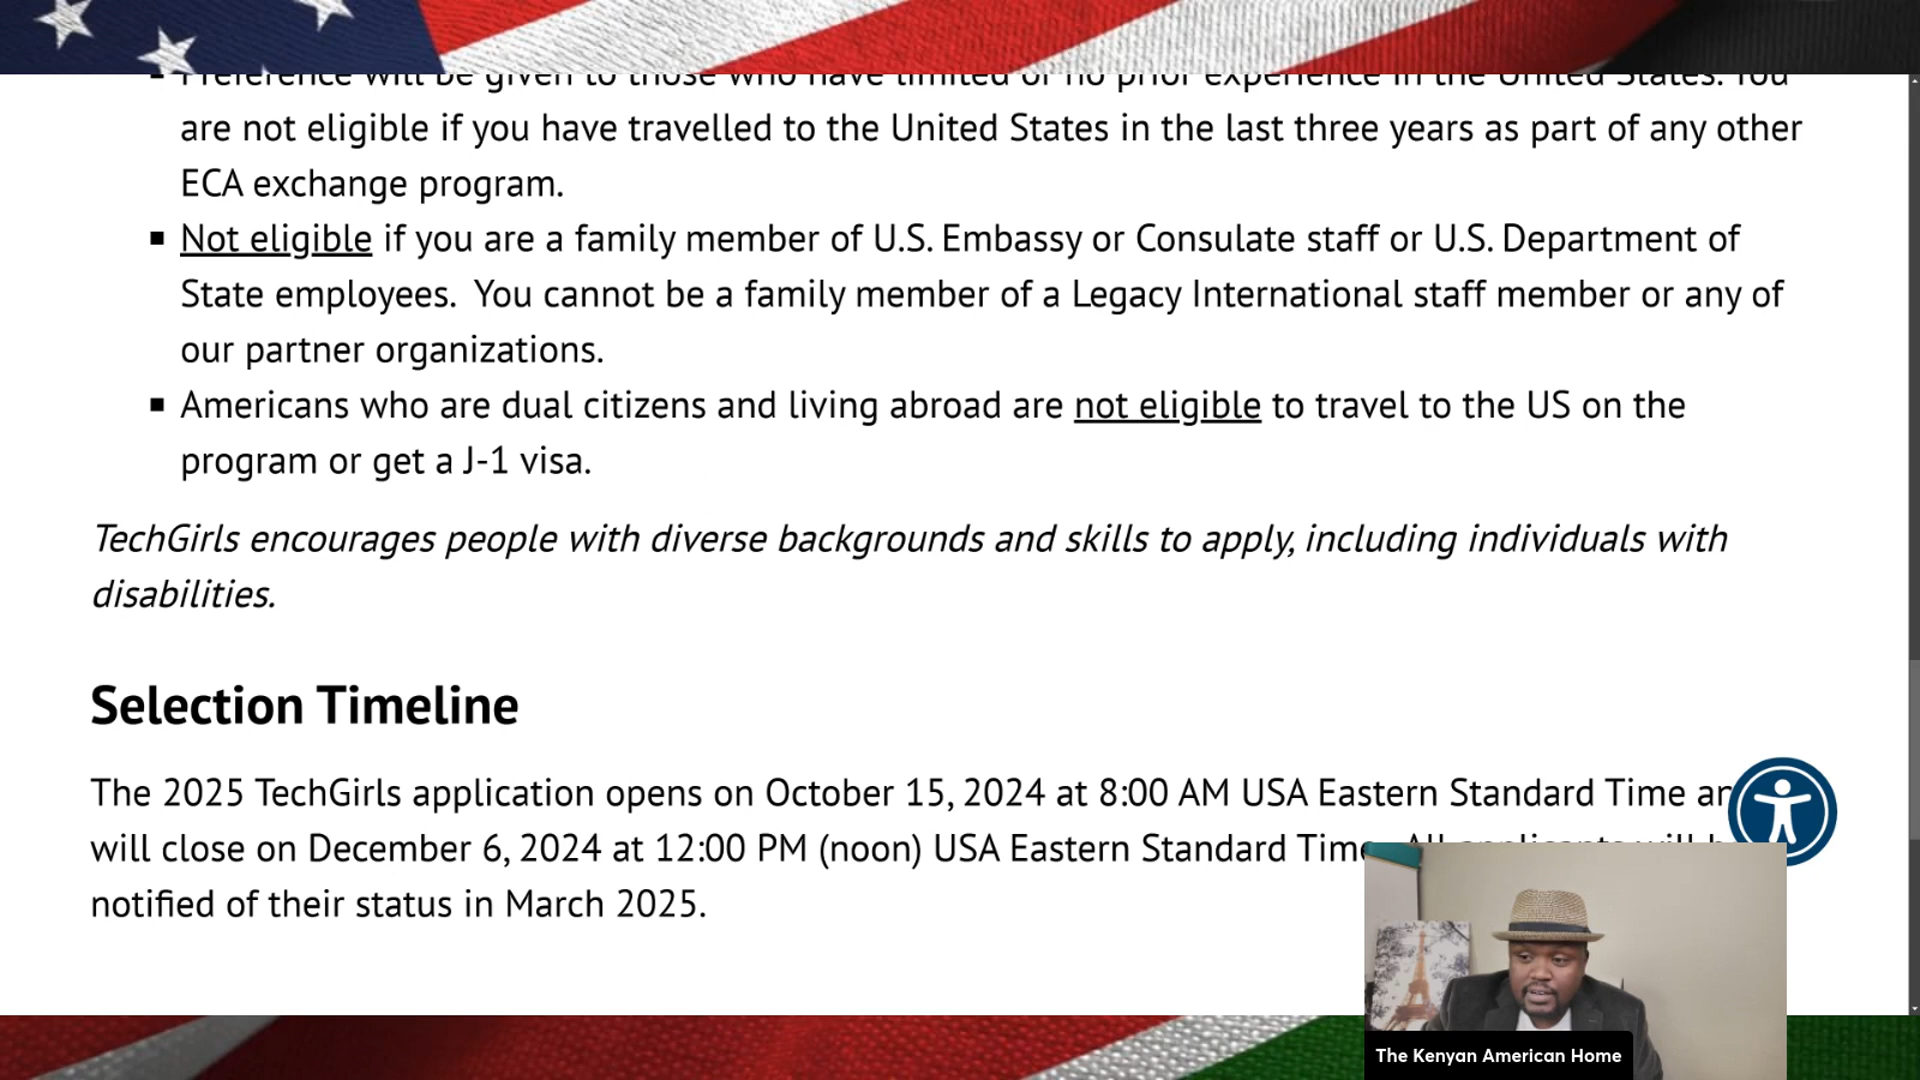 Preference will be given to those who have limited or no prior experience in the United States. You
are not eligible if you have travelled to the United States in the last three years as part of any other
ECA exchange program.
Not eligible if you are a family member of U.S. Embassy or Consulate staff or U.S. Department of
State employees.  You cannot be a family member of a Legacy International staff member or any of
our partner organizations.
Americans who are dual citizens and living abroad are not eligible to travel to the US on the
program or get a J-1 visa.
TechGirls encourages people with diverse backgrounds and skills to apply, including individuals with
disabilities.
Selection Timeline
The 2025 TechGirls application opens on October 15, 2024 at 8:00 AM USA Eastern Standard Time
will close on December 6, 2024 at 12:00 PM (noon) USA Eastern Standard Time All applicants will
notified of their status in March 2025.
The Kenyan American Home